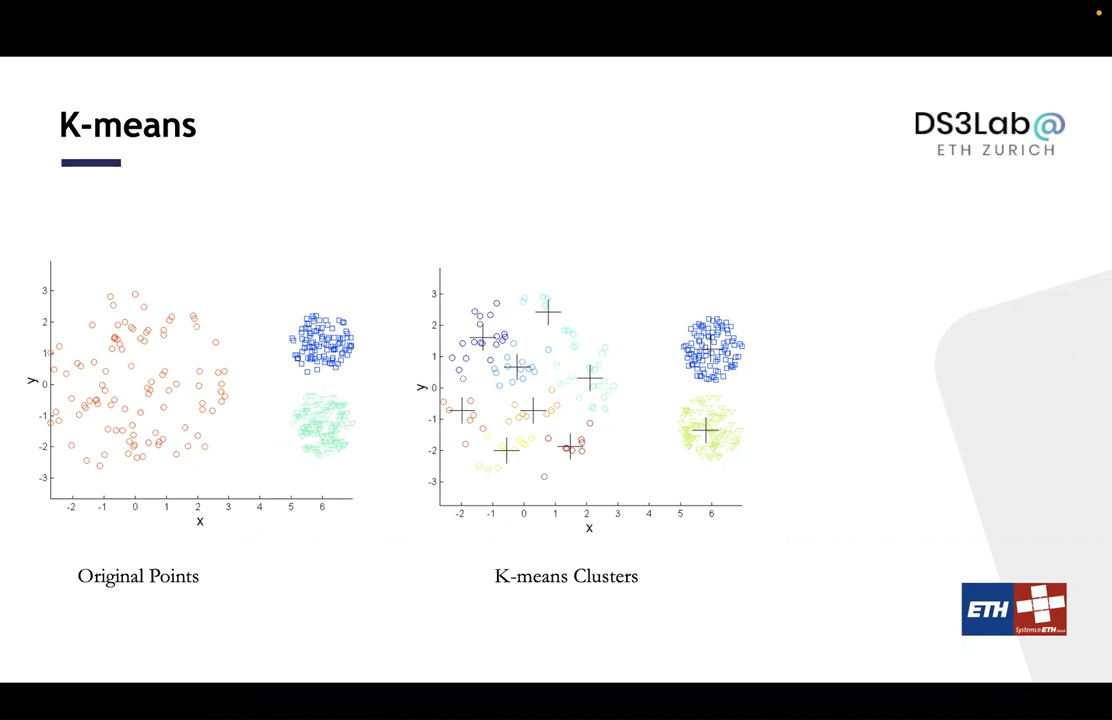 K-means
DS3Lab@
ETH ZURICH
3
2
1
0
-1
-2
-3
y
-2 -1 0 1 2 3 4 5 6
x
Original Points
3
2
1
0
-1
-2
-3
y
-2 -1 0 1 2 3 4 5 6
x
K-means Clusters
ETH
Systems@ETH